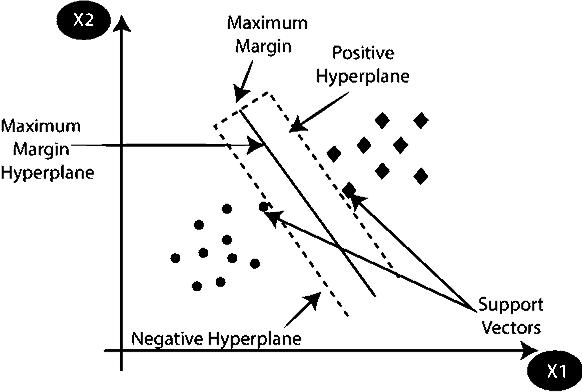 X2
Maximum
Margin
Positive
Hyperplane
Maximum
Margin
Hyperplane
Support
Vectors
Negative Hyperplane
X1